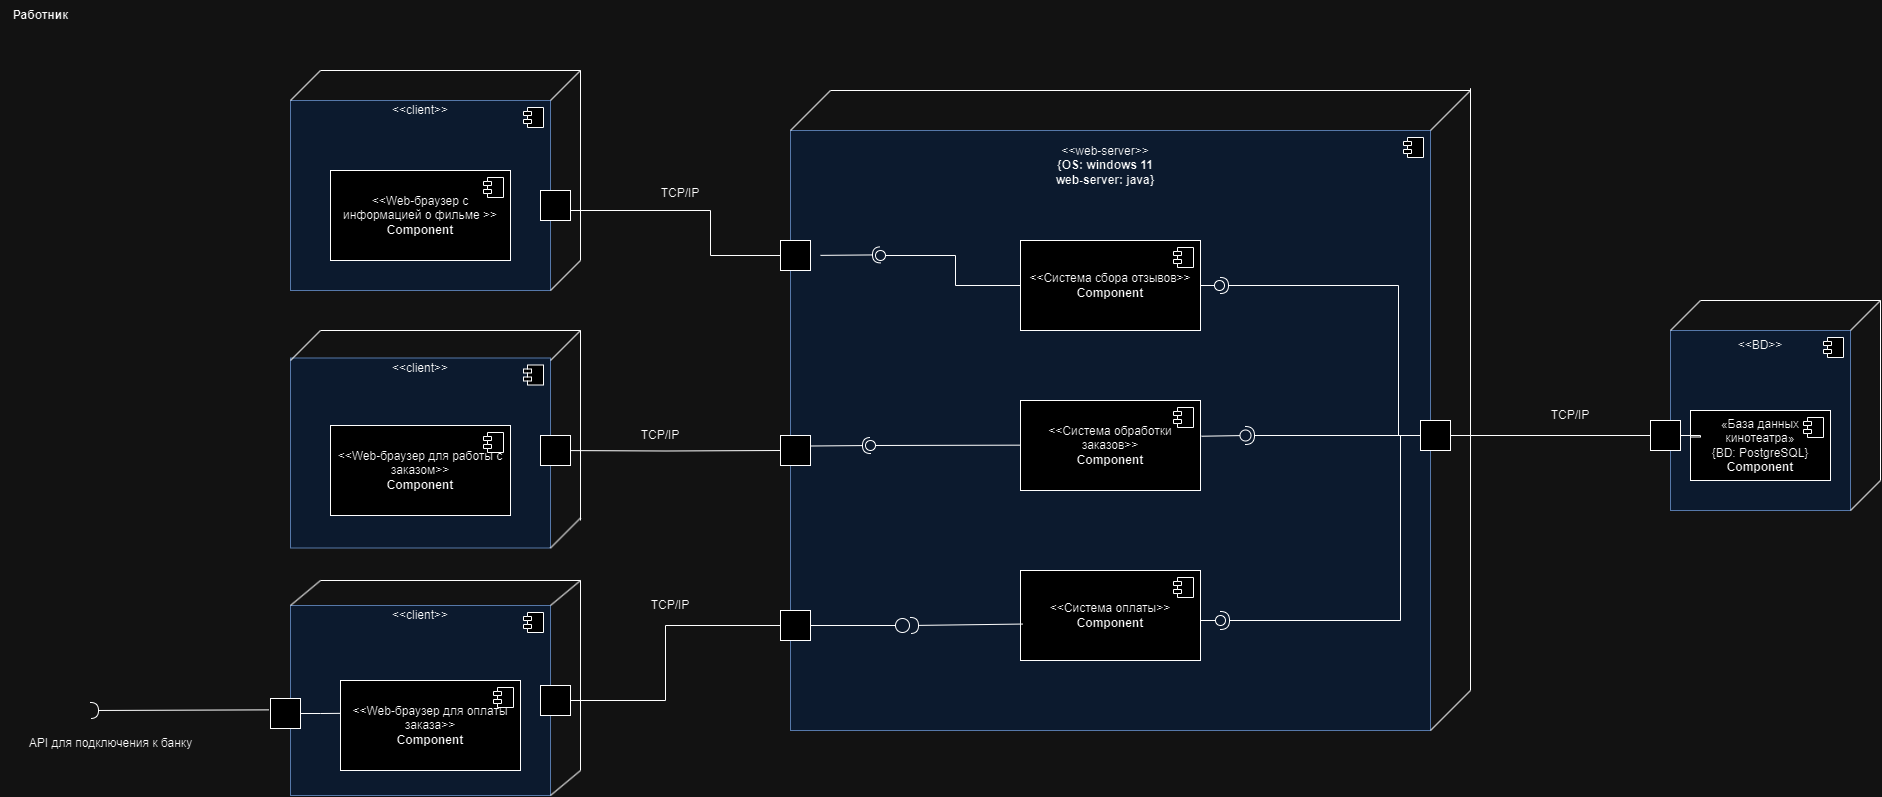 Работник
<<client>>
<<Web-браузер с
информацией о фильме >>
Component
TCP/IP
<<web-server>>
{OS: windows 11
web-server: java}
<<Система сбора отзывов>>
Component
<<client>>
<<Web-браузер для работы с
заказом>>
Component
TCP/IP
<<Система обработки
заказов>>
Component
TCP/IP
<<BD>>
«База данных
кинотеатра»
{BD: PostgreSQL}
Component
<<client>>
<<Web-браузер для оплаты
заказа>>
Component
TCP/IP
<<Система оплаты>>
Component
API для подключения к банку